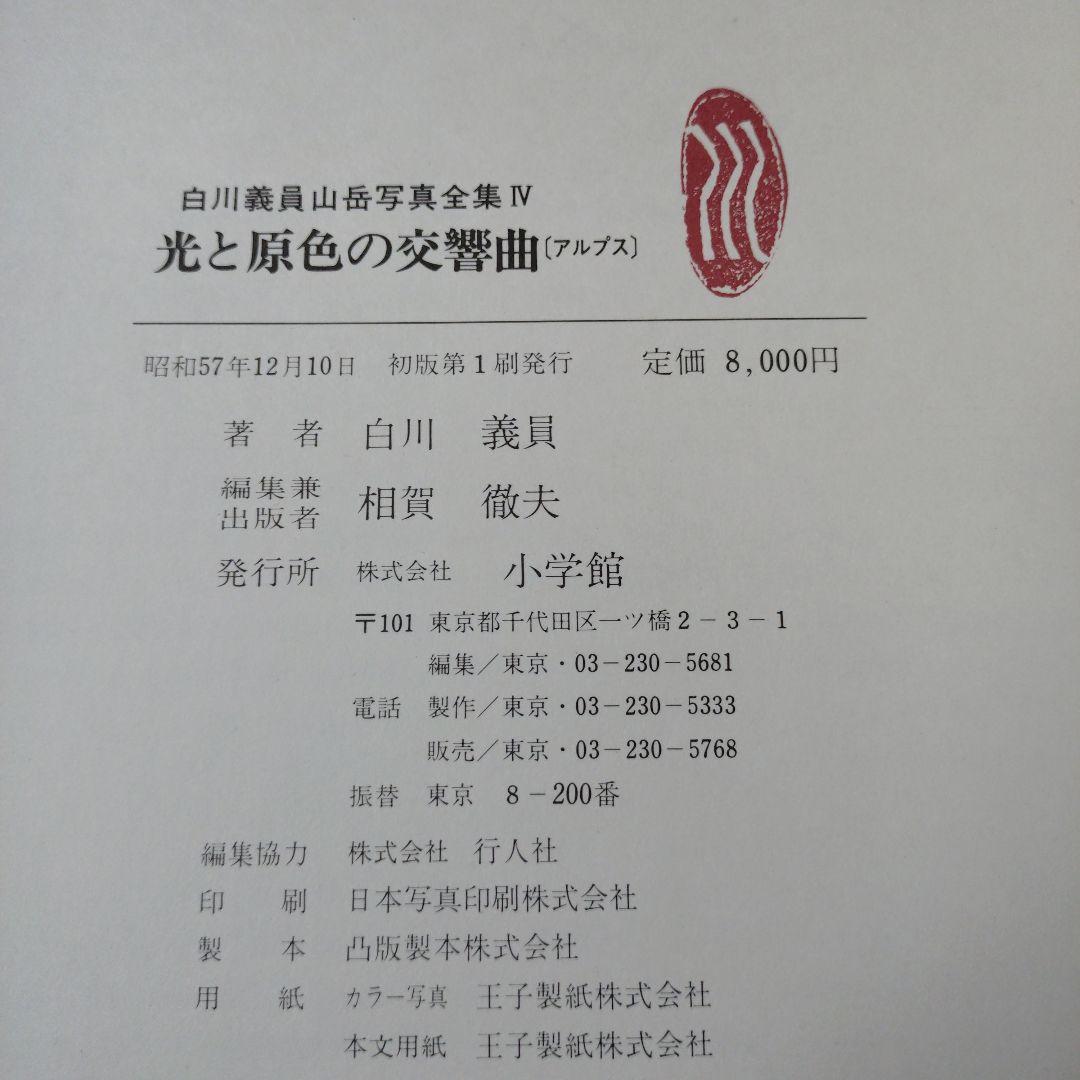 白川義員山岳写真全集Ⅳ
光と原色の交響曲〔アルプス〕
昭和57年12月10日 初版第1刷発行 定価 8,000円
著 者 白川 義員
編集兼
出版者 相賀 徹夫
発行所 株式会社 小学館
〒101 東京都千代田区一ツ橋2-3-1
編集/東京・03-230-5681
電話 製作/東京・03-230-5333
販売/東京・03-230-5768
振替 東京 8-200番
編集協力 株式会社 行人社
印 刷 日本写真印刷株式会社
製 本 凸版製本株式会社
用 紙 カラー写真 王子製紙株式会社
本文用紙 王子製紙株式会社